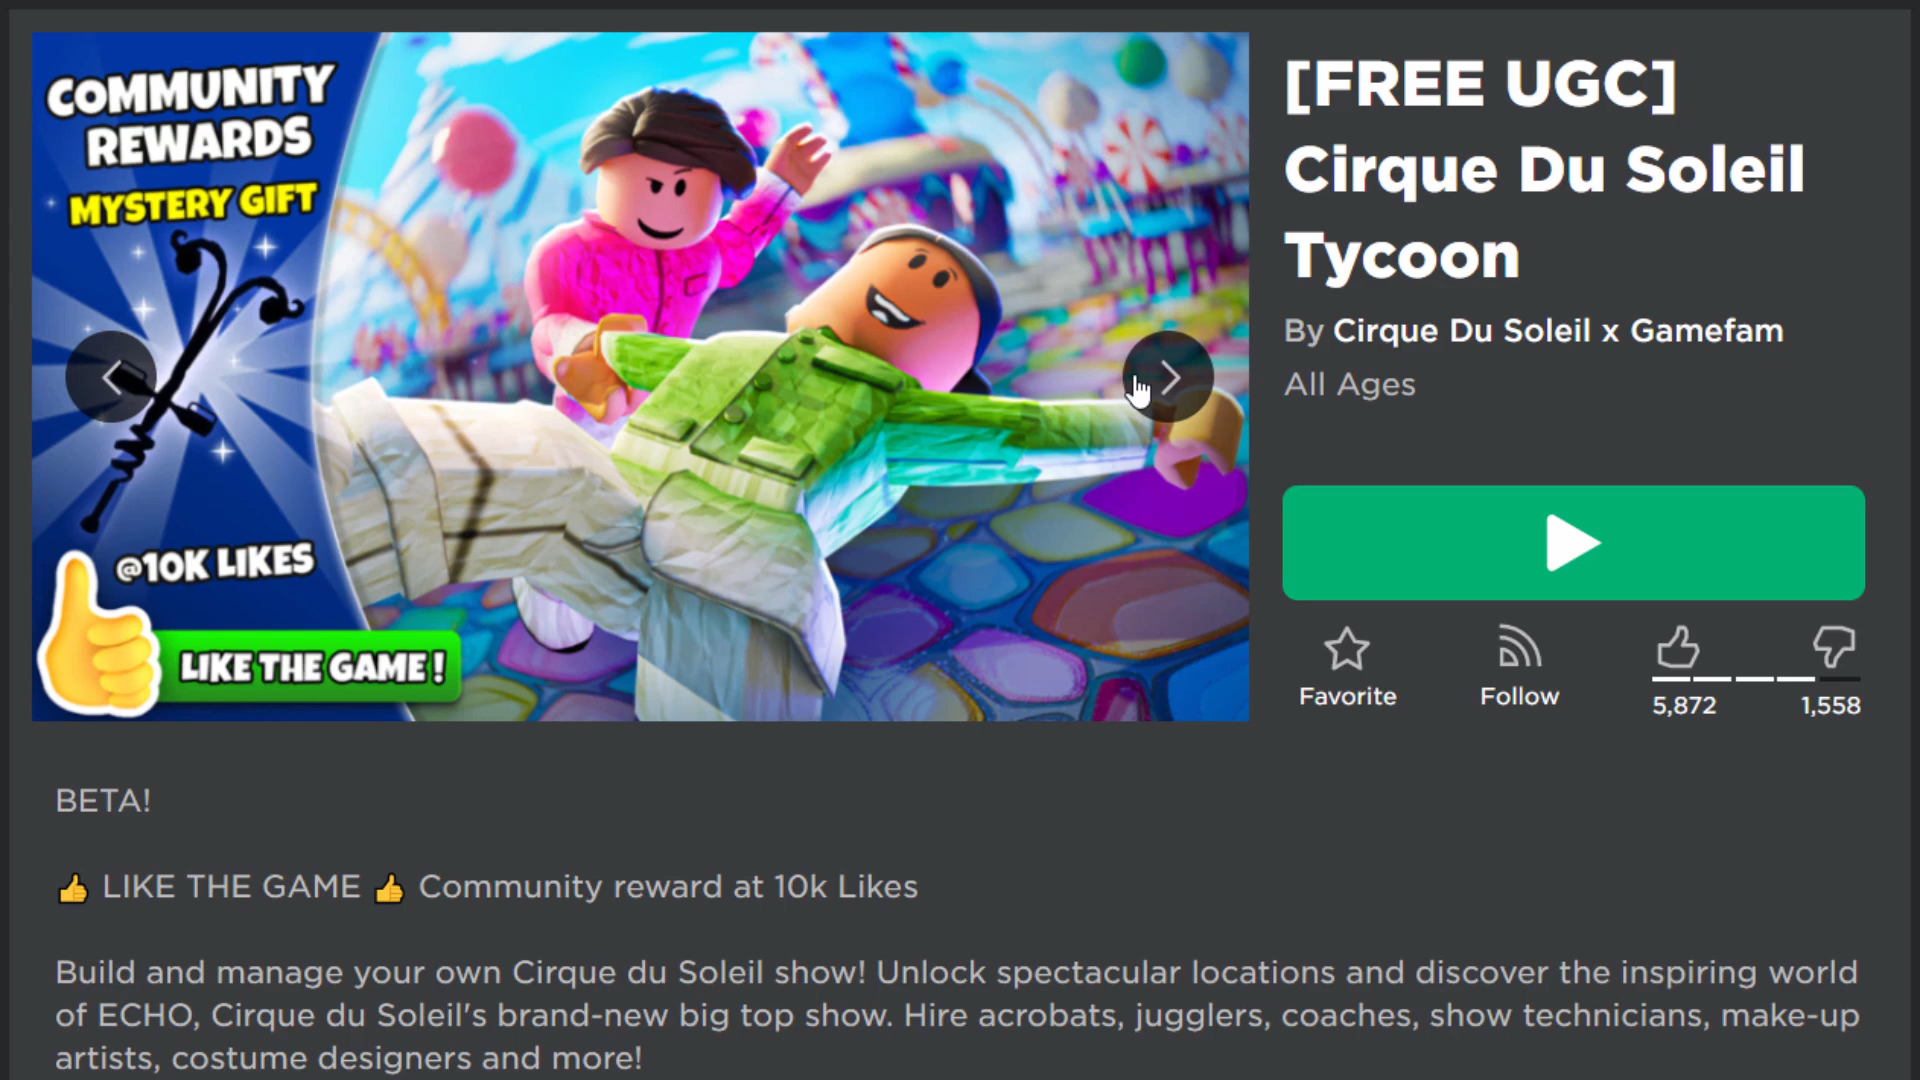 COMMUNITY
REWARDS
MYSTERY GIFT
@10K LIKES
LIKE THE GAME!
[FREE UGC]
Cirque Du Soleil
Tycoon
By Cirque Du Soleil x Gamefam
All Ages
Favorite
Follow
5,872
1,558
BETA!
👍 LIKE THE GAME 👍 Community reward at 10k Likes
Build and manage your own Cirque du Soleil show! Unlock spectacular locations and discover the inspiring world
of ECHO, Cirque du Soleil's brand-new big top show. Hire acrobats, jugglers, coaches, show technicians, make-up
artists, costume designers and more!